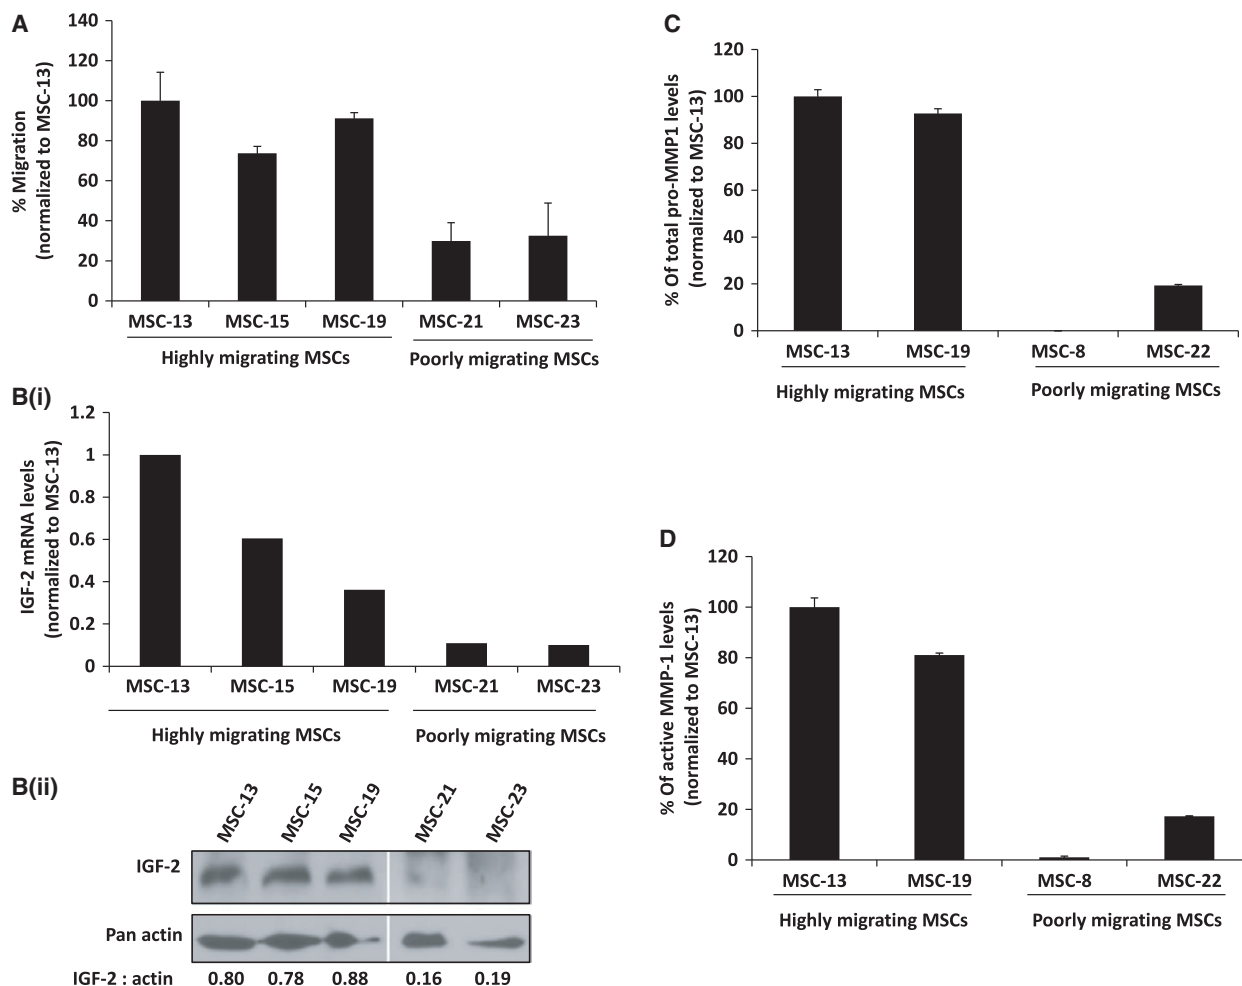 A
% Migration
(normalized to MSC-13)
140
120
100
80
60
40
20
0
MSC-13 MSC-15 MSC-19 MSC-21 MSC-23
Highly migrating MSCs Poorly migrating MSCs
B(i)
IGF-2 mRNA levels
(normalized to MSC-13)
1.2
1
0.8
0.6
0.4
0.2
0
MSC-13 MSC-15 MSC-19 MSC-21 MSC-23
Highly migrating MSCs Poorly migrating MSCs
B(ii)
MSC-13 MSC-15 MSC-19 MSC-21 MSC-23
IGF-2
Pan actin
IGF-2 : actin 0.80 0.78 0.88 0.16 0.19
C
% Of total pro-MMP1 levels
(normalized to MSC-13)
120
100
80
60
40
20
0
MSC-13 MSC-19 MSC-8 MSC-22
Highly migrating MSCs Poorly migrating MSCs
D
% Of active MMP-1 levels
(normalized to MSC-13)
120
100
80
60
40
20
0
MSC-13 MSC-19 MSC-8 MSC-22
Highly migrating MSCs Poorly migrating MSCs